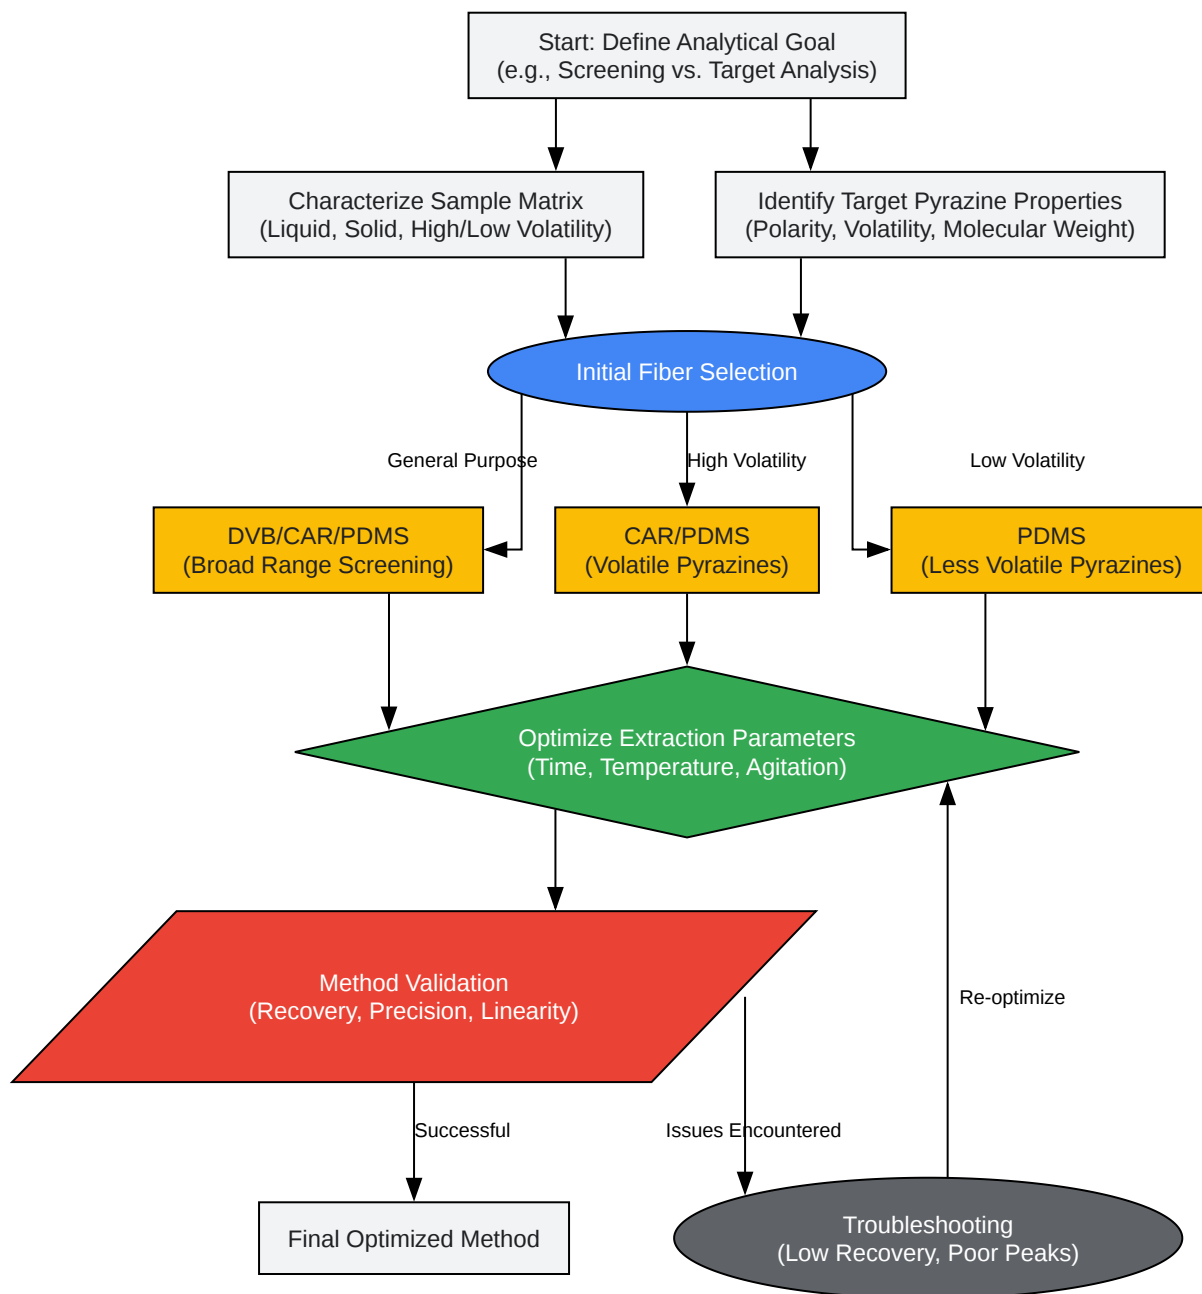 Start: Define Analytical Goal
(e.g., Screening vs. Target Analysis)
Characterize Sample Matrix
(Liquid, Solid, High/Low Volatility)
Identify Target Pyrazine Properties
(Polarity, Volatility, Molecular Weight)
Initial Fiber Selection
General Purpose
High Volatility
Low Volatility
DVB/CAR/PDMS
(Broad Range Screening)
CAR/PDMS
(Volatile Pyrazines)
PDMS
(Less Volatile Pyrazines)
Optimize Extraction Parameters
(Time, Temperature, Agitation)
Method Validation
(Recovery, Precision, Linearity)
Re-optimize
Successful
Issues Encountered
Final Optimized Method
Troubleshooting
(Low Recovery, Poor Peaks)